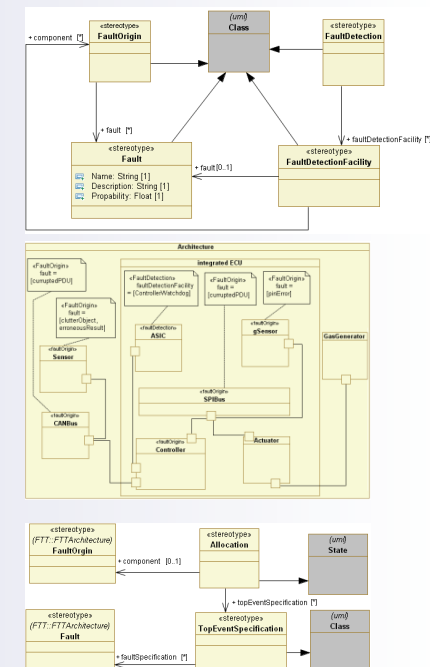 «stereotype»
FaultOrigin
(uml)
Class
«stereotype»
FaultDetection
+ component [*]
+ fault [*]
+ faultDetectionFacility [*]
«stereotype»
Fault
Name: String [1]
Description: String [1]
Propability: Float [1]
+ fault [0..1]
«stereotype»
FaultDetectionFacility
Architecture
integrated ECU
«FaultOrigin»
fault =
[curruptedPDU]
«FaultOrigin»
fault =
[clutterObject,
erroneousResult]
«FaultDetection»
faultDetectionFacility
= [ControllerWatchdog]
«FaultOrigin»
fault =
[curruptedPDU]
«FaultOrigin»
fault =
[pinError]
«faultOrigin»
Sensor
«faultDetection»
ASIC
«faultOrigin»
gSensor
GasGenerator
«faultOrigin»
SPIBus
«faultOrigin»
CANBus
«faultOrigin»
Controller
«faultOrigin»
Actuator
«stereotype»
(FTT::FTTArchitecture)
FaultOrgin
+ component [0..1]
«stereotype»
Allocation
(uml)
State
+ topEventSpecification [*]
«stereotype»
(FTT::FTTArchitecture)
Fault
+ faultSpecification [*]
«stereotype»
TopEventSpecification
(uml)
Class